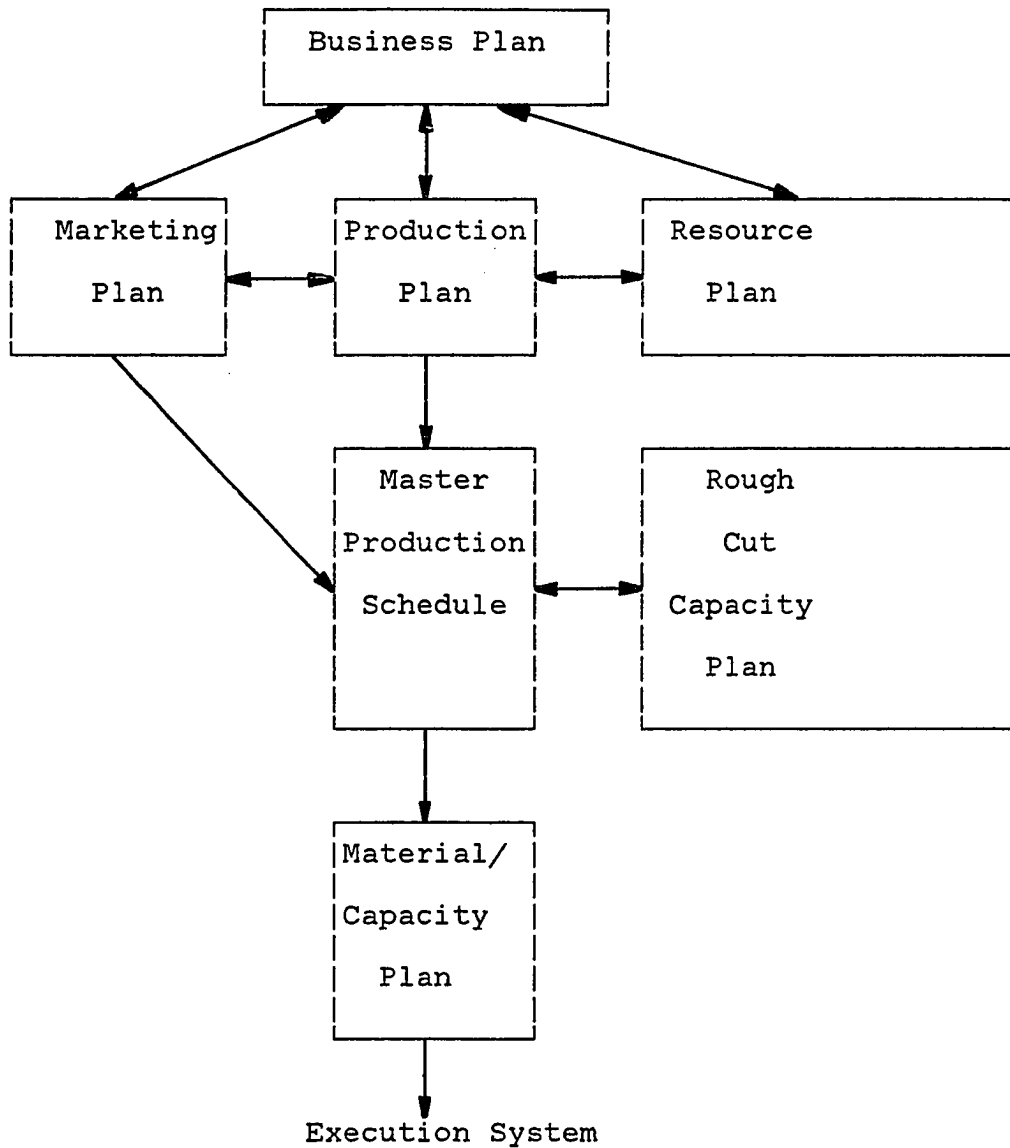 Business Plan
Marketing
Plan
Production
Plan
Resource
Plan
Master
Production
Schedule
Rough
Cut
Capacity
Plan
Material/
Capacity
Plan
Execution System